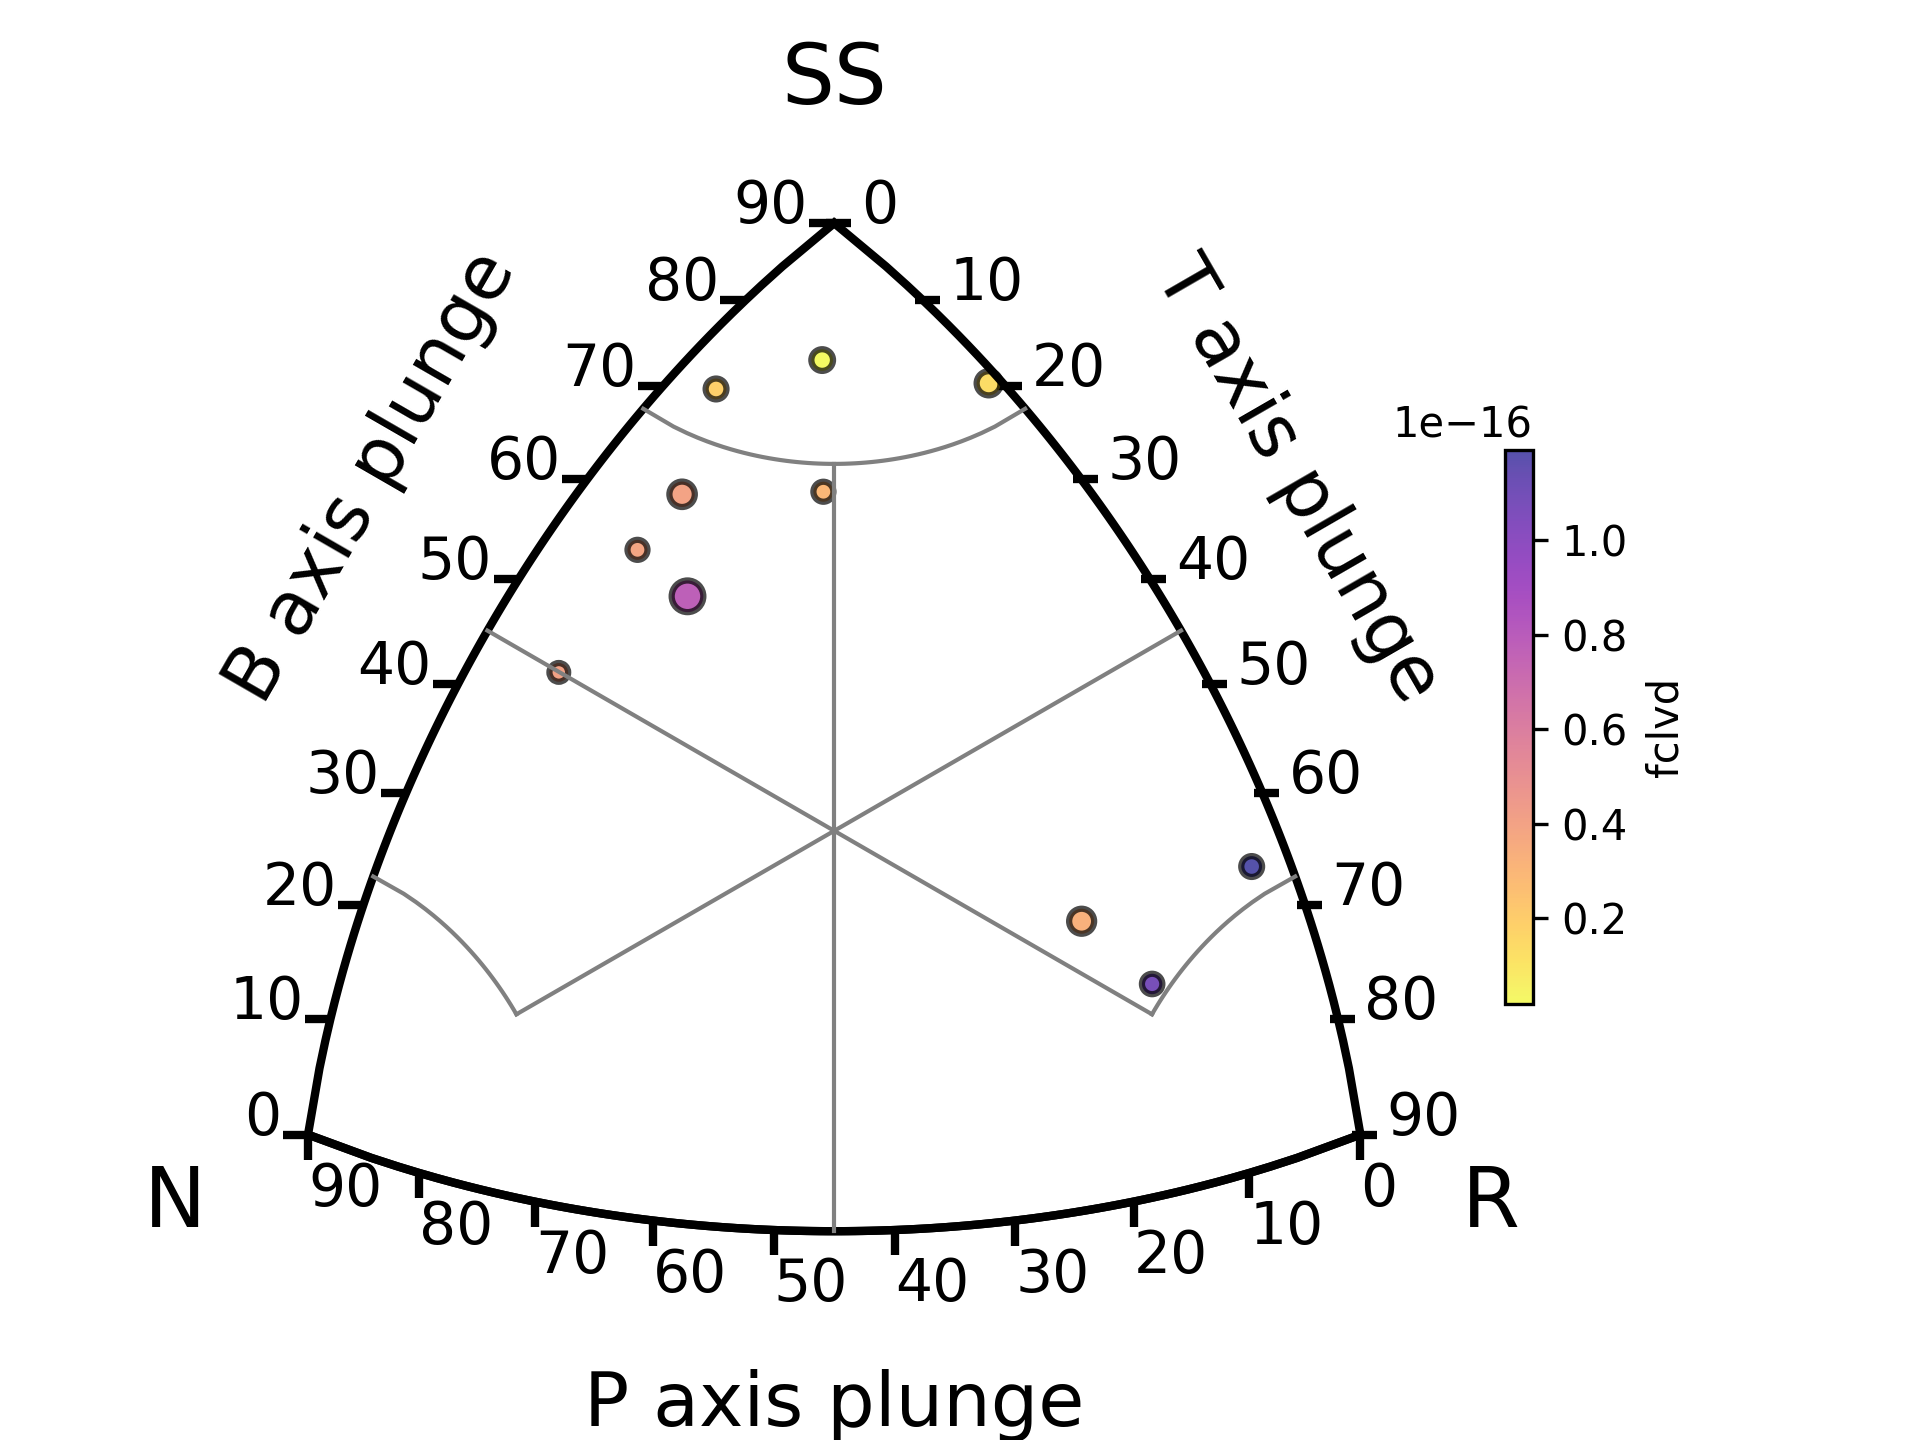 SS
90 0
80 10
70 20
60 30
50 40
40 50
30 60
20 70
10 80
0 90
B axis plunge
T axis plunge
N R
90 80 70 60 50 40 30 20 10 0
P axis plunge
1e−16
1.0
0.8
0.6
0.4
0.2
fclvd